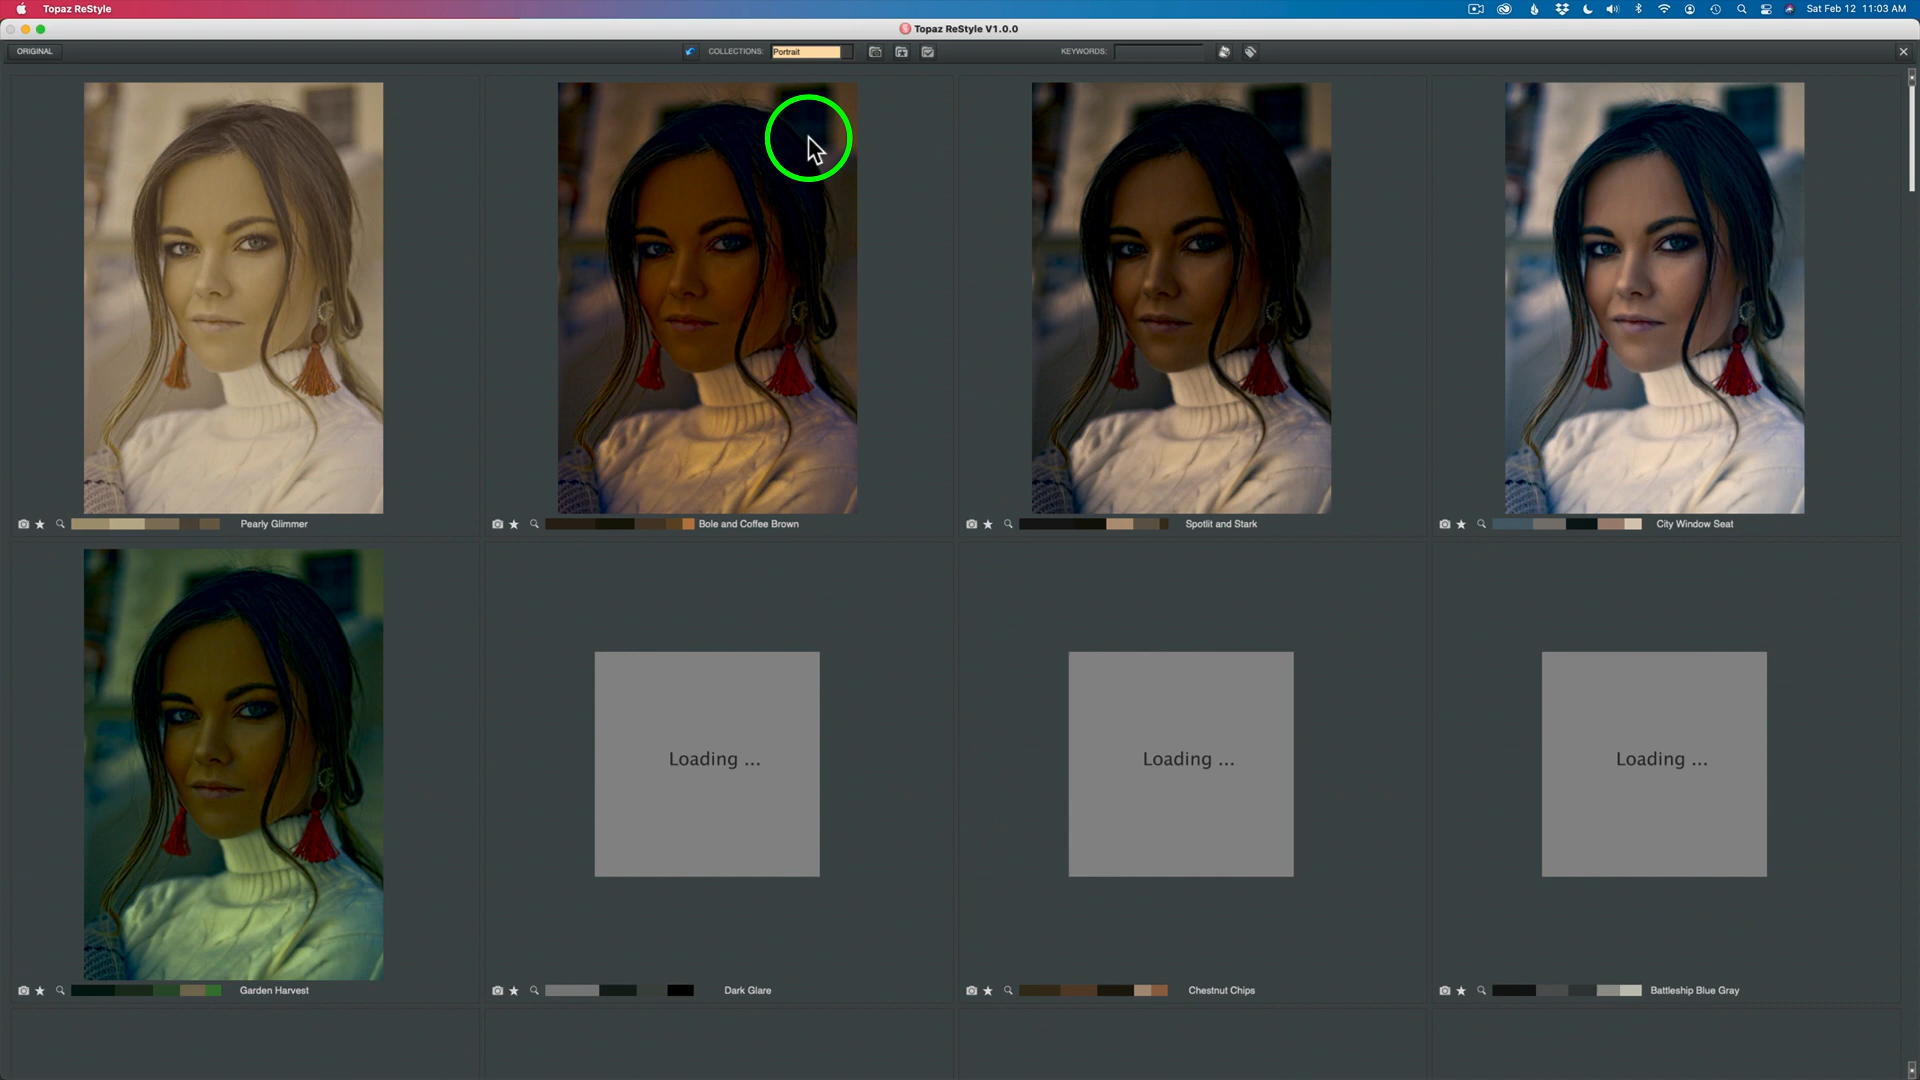 Topaz ReStyle
Sat Feb 12 11:03 AM
Topaz ReStyle V1.0.0
ORIGINAL
COLLECTIONS: Portrait
KEYWORDS:
Pearly Glimmer
Bole and Coffee Brown
Spotlit and Stark
City Window Seat
Loading ...
Loading ...
Loading ...
Garden Harvest
Dark Glare
Chestnut Chips
Battleship Blue Gray